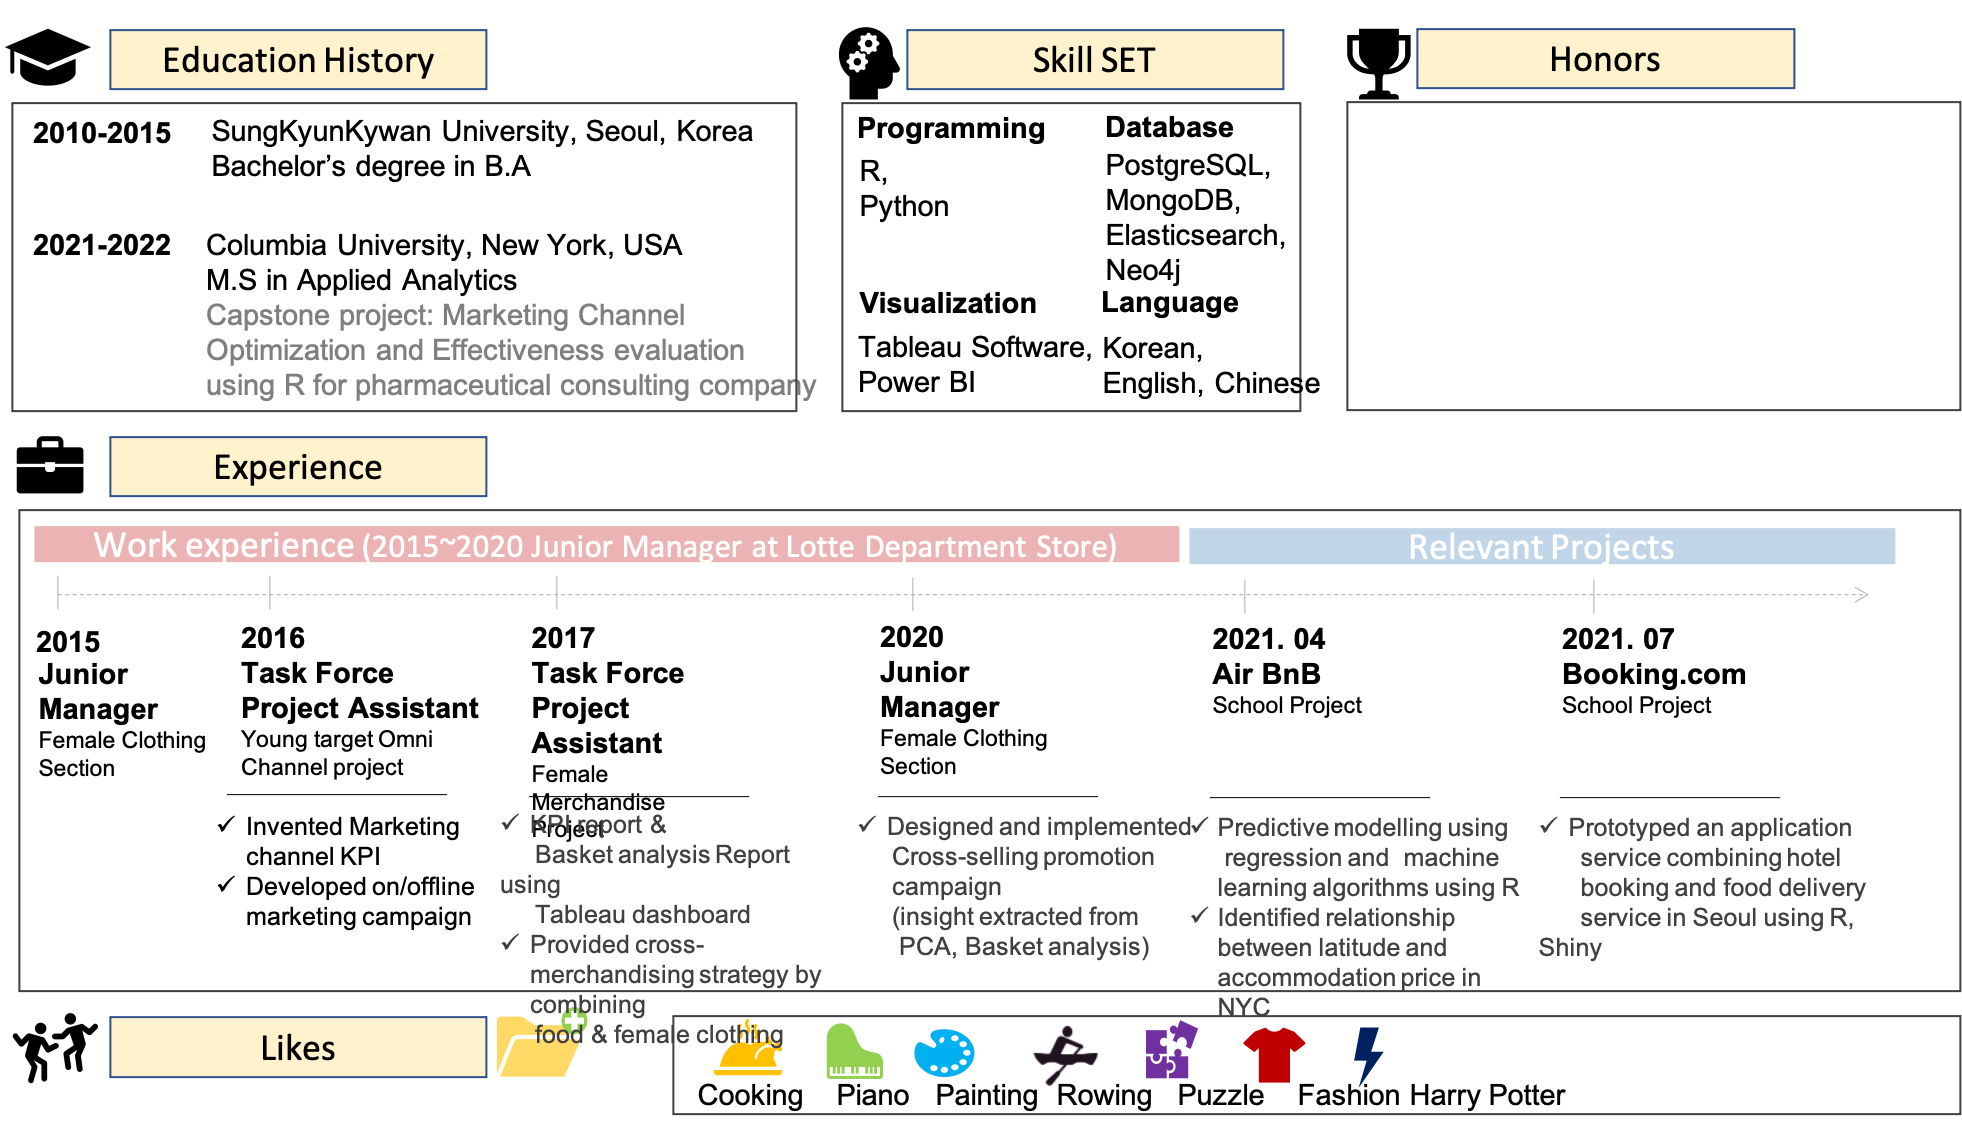 Education History
2010-2015
SungKyunKywan University, Seoul, Korea
Bachelor's degree in B.A
2021-2022
Columbia University, New York, USA
M.S in Applied Analytics
Capstone project: Marketing Channel
Optimization and Effectiveness evaluation
using R for pharmaceutical consulting company
Skill SET
Programming
R,
Python
Database
PostgreSQL,
MongoDB,
Elasticsearch,
Neo4j
Visualization
Tableau Software,
Power BI
Language
Korean,
English, Chinese
Honors
Experience
Work experience (2015~2020 Junior Manager at Lotte Department Store)
Relevant Projects
2015
Junior
Manager
Female Clothing
Section
2016
Task Force
Project Assistant
Young target Omni
Channel project
✓ Invented Marketing
channel KPI
✓ Developed on/offline
marketing campaign
2017
Task Force
Project
Assistant
Female
Merchandise
Project
✓ KPI report &
Basket analysis Report
using
Tableau dashboard
✓ Provided cross-
merchandising strategy by
combining
food & female clothing
2020
Junior
Manager
Female Clothing
Section
✓ Designed and implemented
Cross-selling promotion
campaign
(insight extracted from
PCA, Basket analysis)
2021. 04
Air BnB
School Project
✓ Predictive modelling using
regression and machine
learning algorithms using R
✓ Identified relationship
between latitude and
accommodation price in
NYC
2021. 07
Booking.com
School Project
✓ Prototyped an application
service combining hotel
booking and food delivery
service in Seoul using R,
Shiny
Likes
Cooking Piano Painting Rowing Puzzle Fashion Harry Potter